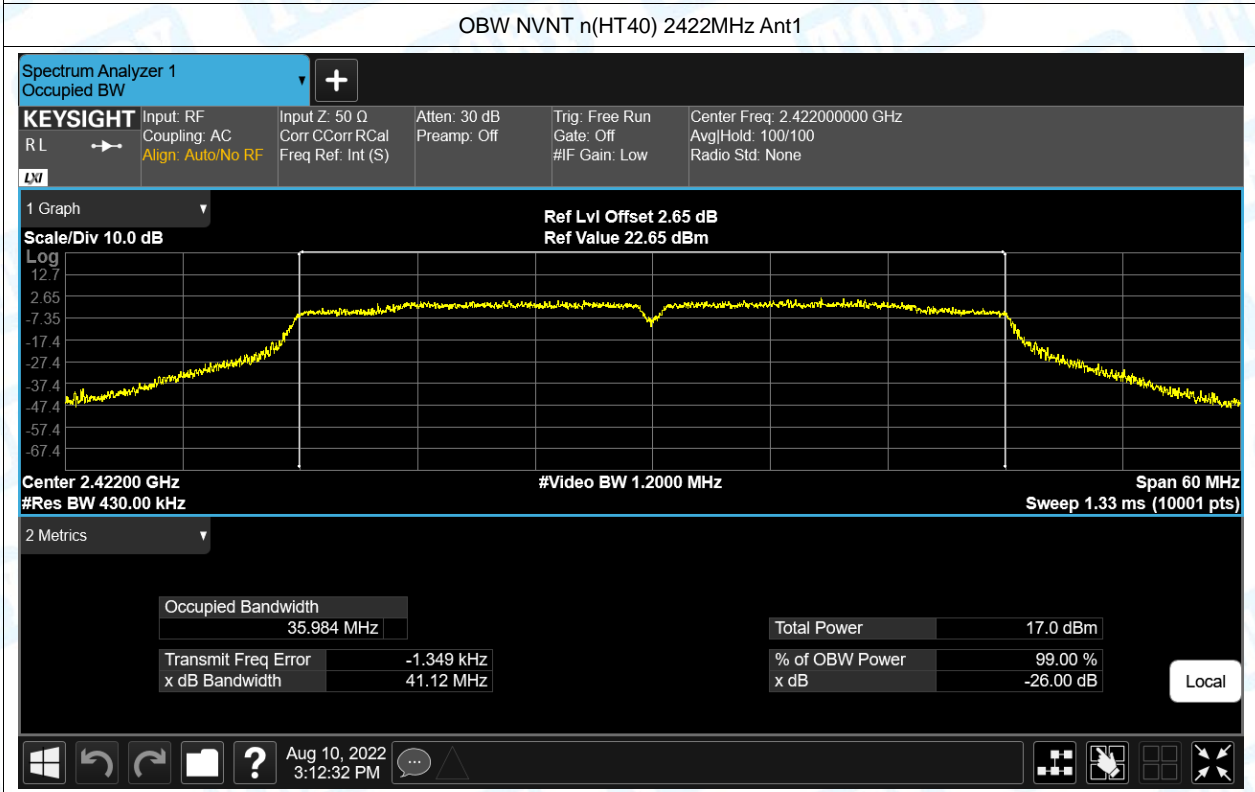 OBW NVNT n(HT40) 2422MHz Ant1
Spectrum Analyzer 1
Occupied BW
KEYSIGHT
R L
LXI
Input: RF
Coupling: AC
Align: Auto/No RF
Input Z: 50 Ω
Corr CCorr RCal
Freq Ref: Int (S)
Atten: 30 dB
Preamp: Off
Trig: Free Run
Gate: Off
#IF Gain: Low
Center Freq: 2.422000000 GHz
Avg|Hold: 100/100
Radio Std: None
1 Graph
Scale/Div 10.0 dB
Ref Lvl Offset 2.65 dB
Ref Value 22.65 dBm
Log
12.7
2.65
-7.35
-17.4
-27.4
-37.4
-47.4
-57.4
-67.4
Center 2.42200 GHz
#Res BW 430.00 kHz
#Video BW 1.2000 MHz
Span 60 MHz
Sweep 1.33 ms (10001 pts)
2 Metrics
Occupied Bandwidth
35.984 MHz
Transmit Freq Error -1.349 kHz
x dB Bandwidth 41.12 MHz
Total Power 17.0 dBm
% of OBW Power 99.00 %
x dB -26.00 dB
Local
?
Aug 10, 2022
3:12:32 PM